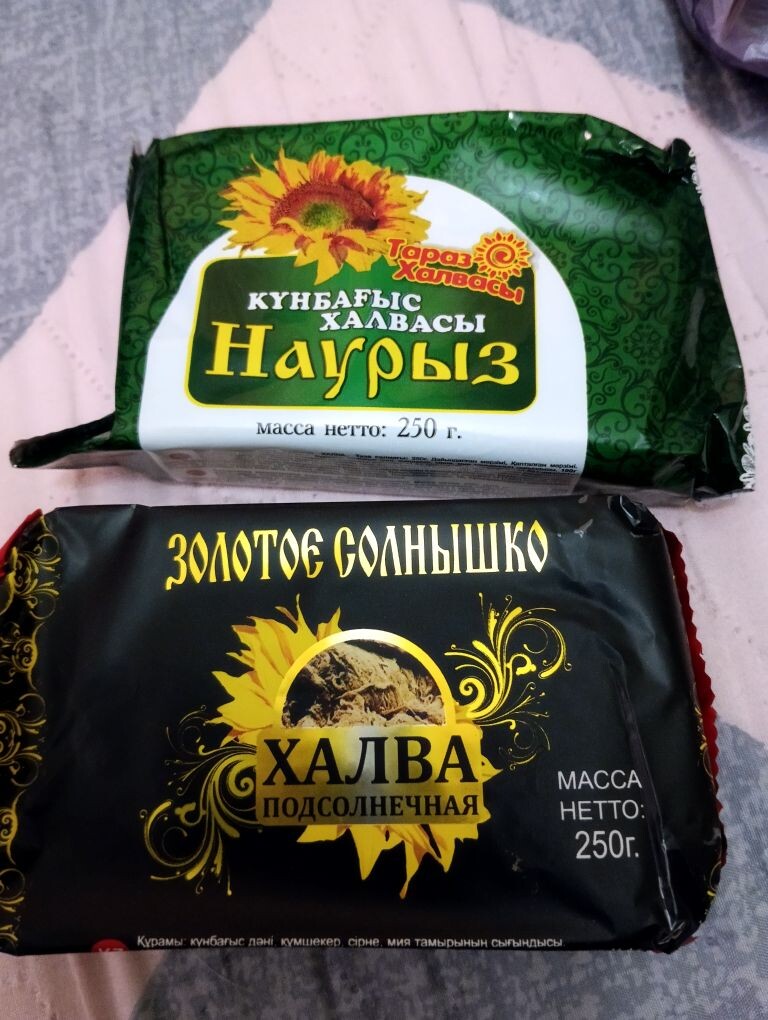 Тараз
Халвасы
КҮНБАҒЫС
ХАЛВАСЫ
Наурыз
масса нетто: 250 г.
ЗОЛОТОЕ СОЛНЫШКО
ХАЛВА
ПОДСОЛНЕЧНАЯ
МАССА
НЕТТО:
250г.
Құрамы: күнбағыс дәні, құмшекер, сірне, мия тамырының сығындысы.